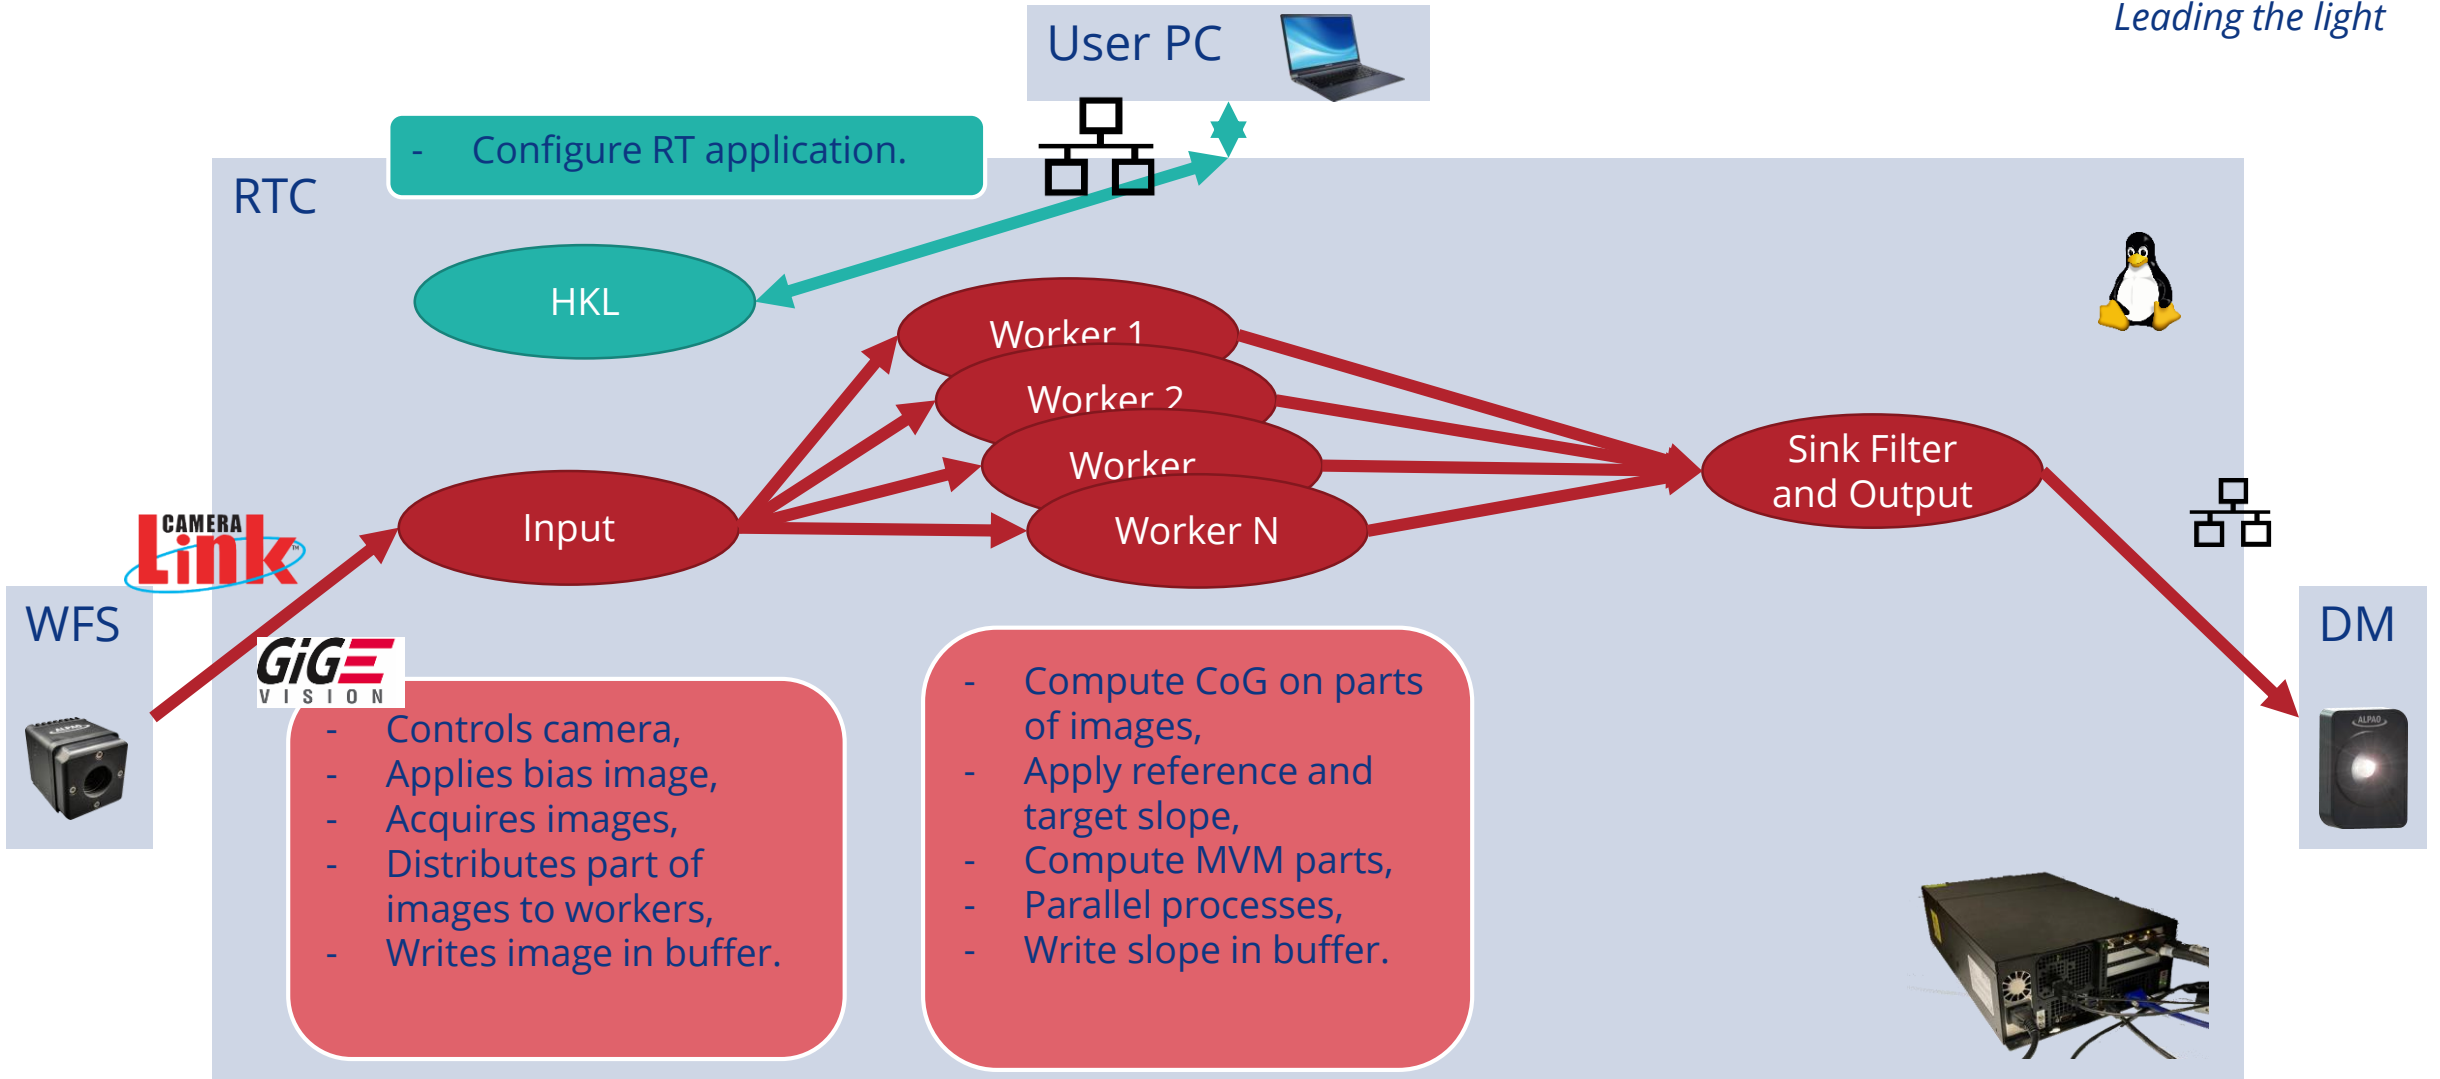 Leading the light
User PC
- Configure RT application.
RTC
HKL
Worker 1
Worker 2
Worker
Worker N
Input
Sink Filter
and Output
CAMERA
Link™
WFS
DM
GiGE
VISION
- Controls camera,
- Applies bias image,
- Acquires images,
- Distributes part of
images to workers,
- Writes image in buffer.
- Compute CoG on parts
of images,
- Apply reference and
target slope,
- Compute MVM parts,
- Parallel processes,
- Write slope in buffer.
ALPAO
ALPAO